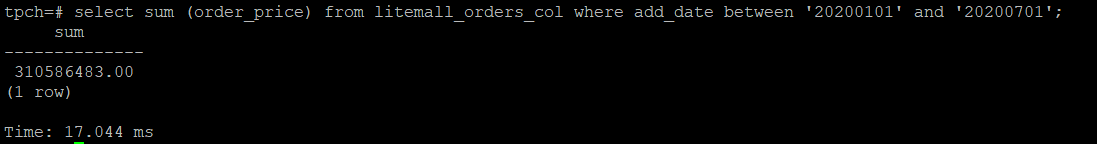 tpch=# select sum (order_price) from litemall_orders_col where add_date between '20200101' and '20200701';
sum
--------------
310586483.00
(1 row)
Time: 17.044 ms